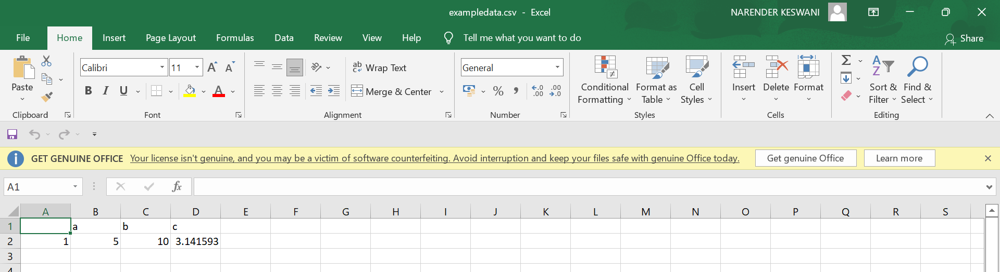 exampledata.csv - Excel
NARENDER KESWANI
File Home Insert Page Layout Formulas Data Review View Help Tell me what you want to do Share
Calibri 11 ab Wrap Text General
Paste B I U A Merge & Center % , Conditional Formatting Format as Table Cell Styles Insert Delete Format Sort & Filter Find & Select
Clipboard Font Alignment Number Styles Cells Editing
GET GENUINE OFFICE Your license isn't genuine, and you may be a victim of software counterfeiting. Avoid interruption and keep your files safe with genuine Office today. Get genuine Office Learn more
A1 fx
A B C D E F G H I J K L M N O P Q R S
1 a b c
2 1 5 10 3.141593
3
4